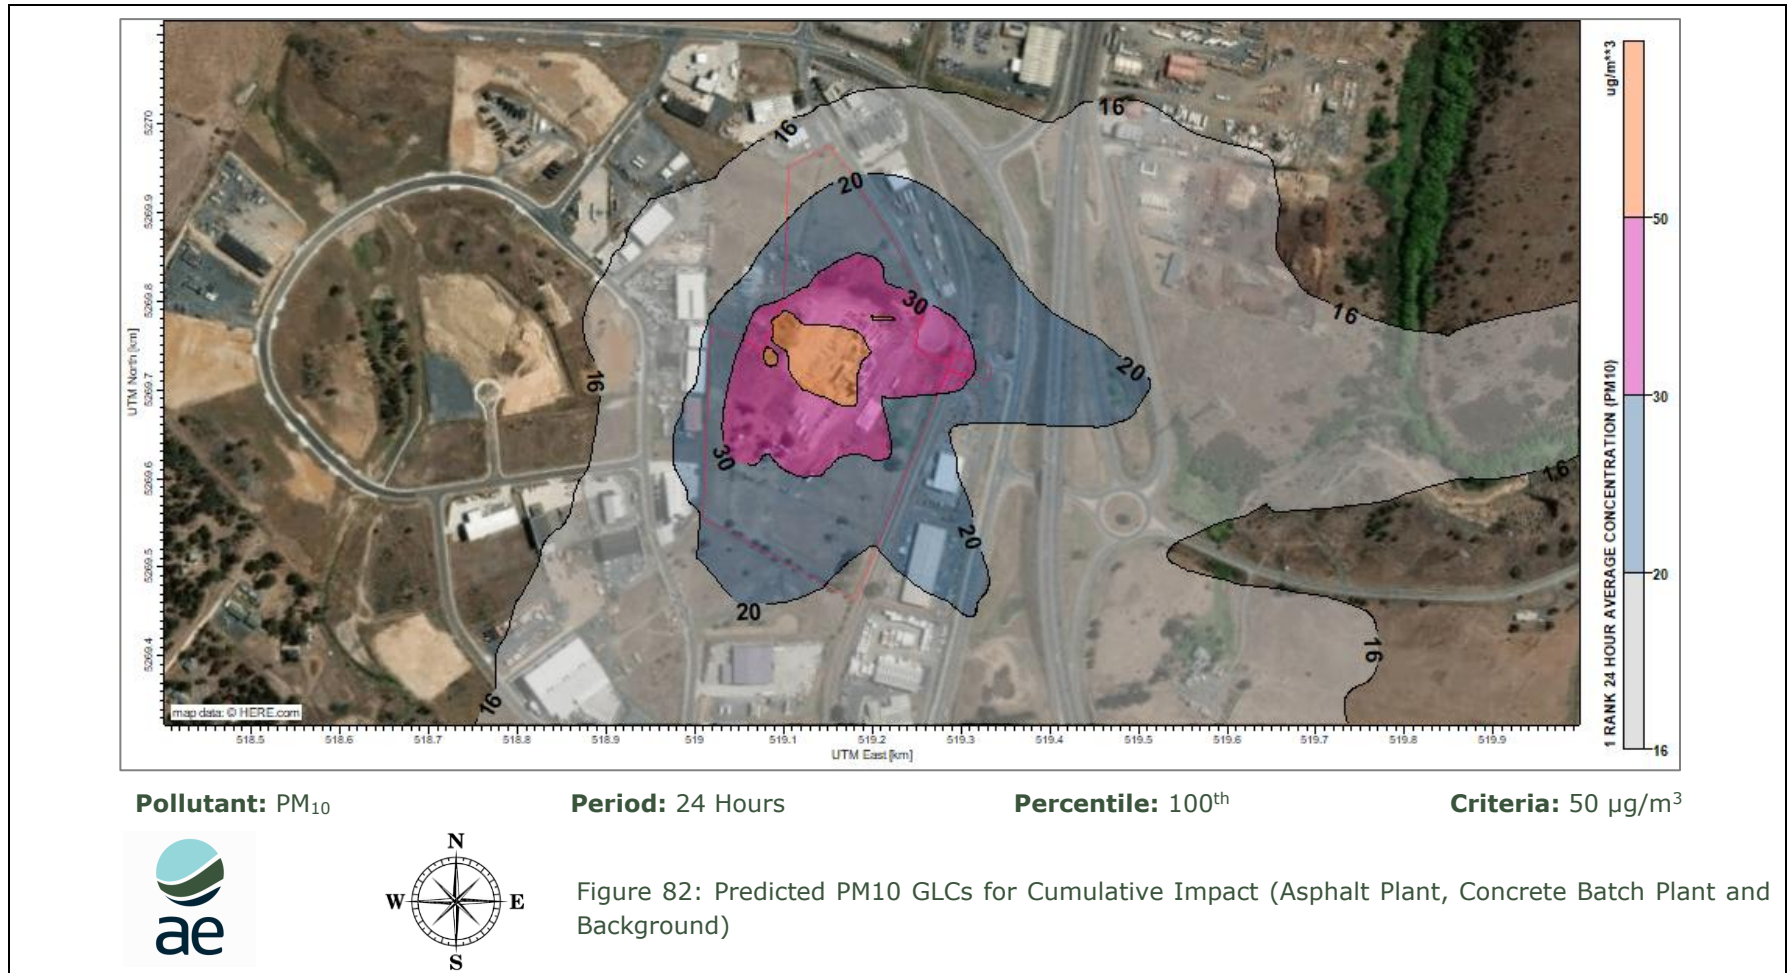 16
16
20
16
30
20
16
30
16
20
20
16
16
map data: © HERE.com
5270
5269.9
5269.8
5269.7
5269.6
5269.5
5269.4
UTM North [km]
518.5 518.6 518.7 518.8 518.9 519 519.1 519.2 519.3 519.4 519.5 519.6 519.7 519.8 519.9
UTM East [km]
ug/m**3
50
30
20
16
1 RANK 24 HOUR AVERAGE CONCENTRATION (PM10)
Pollutant: PM₁₀ Period: 24 Hours Percentile: 100ᵗʰ Criteria: 50 µg/m³
ae
N
W E
S
Figure 82: Predicted PM10 GLCs for Cumulative Impact (Asphalt Plant, Concrete Batch Plant and
Background)